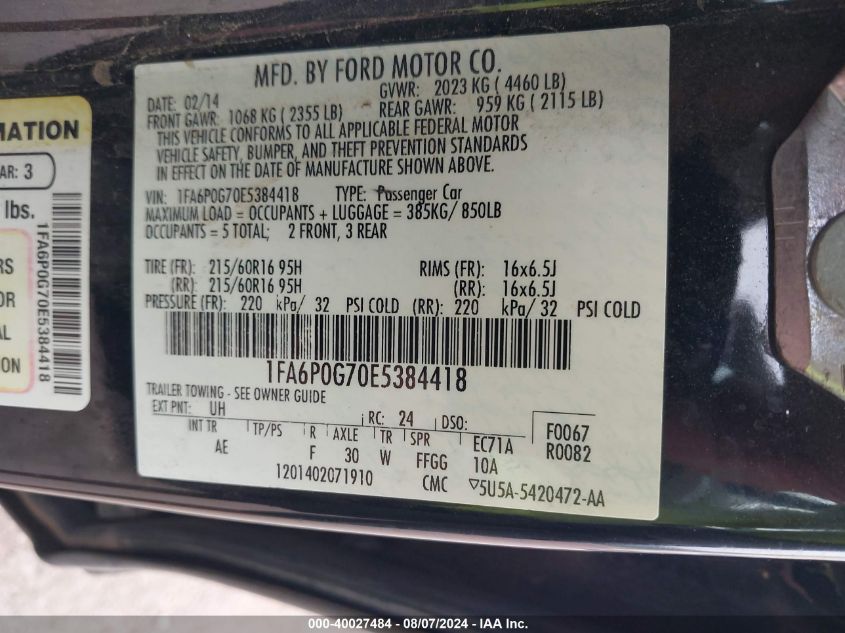 MFD. BY FORD MOTOR CO.
DATE: 02/14 GVWR: 2023 KG ( 4460 LB)
FRONT GAWR: 1068 KG ( 2355 LB) REAR GAWR: 959 KG ( 2115 LB)
THIS VEHICLE CONFORMS TO ALL APPLICABLE FEDERAL MOTOR
VEHICLE SAFETY, BUMPER, AND THEFT PREVENTION STANDARDS
IN EFFECT ON THE DATE OF MANUFACTURE SHOWN ABOVE.
VIN: 1FA6P0G70E5384418 TYPE: Passenger Car
MAXIMUM LOAD = OCCUPANTS + LUGGAGE = 385KG/ 850LB
OCCUPANTS = 5 TOTAL; 2 FRONT, 3 REAR
TIRE (FR): 215/60R16 95H RIMS (FR): 16x6.5J
(RR): 215/60R16 95H (RR): 16x6.5J
PRESSURE (FR): 220 kPa/ 32 PSI COLD (RR): 220 kPa/ 32 PSI COLD
1FA6P0G70E5384418
TRAILER TOWING - SEE OWNER GUIDE
EXT PNT: UH RC: 24 DSO: F0067
INT TR TP/PS R AXLE TR SPR EC71A R0082
AE F 30 W FFGG 10A
1201402071910 CMC ▽5U5A-5420472-AA
MATION
AR: 3
lbs.
RS
OR
AL
ION
1FA6P0G70E5384418
000-40027484 - 08/07/2024 - IAA Inc.